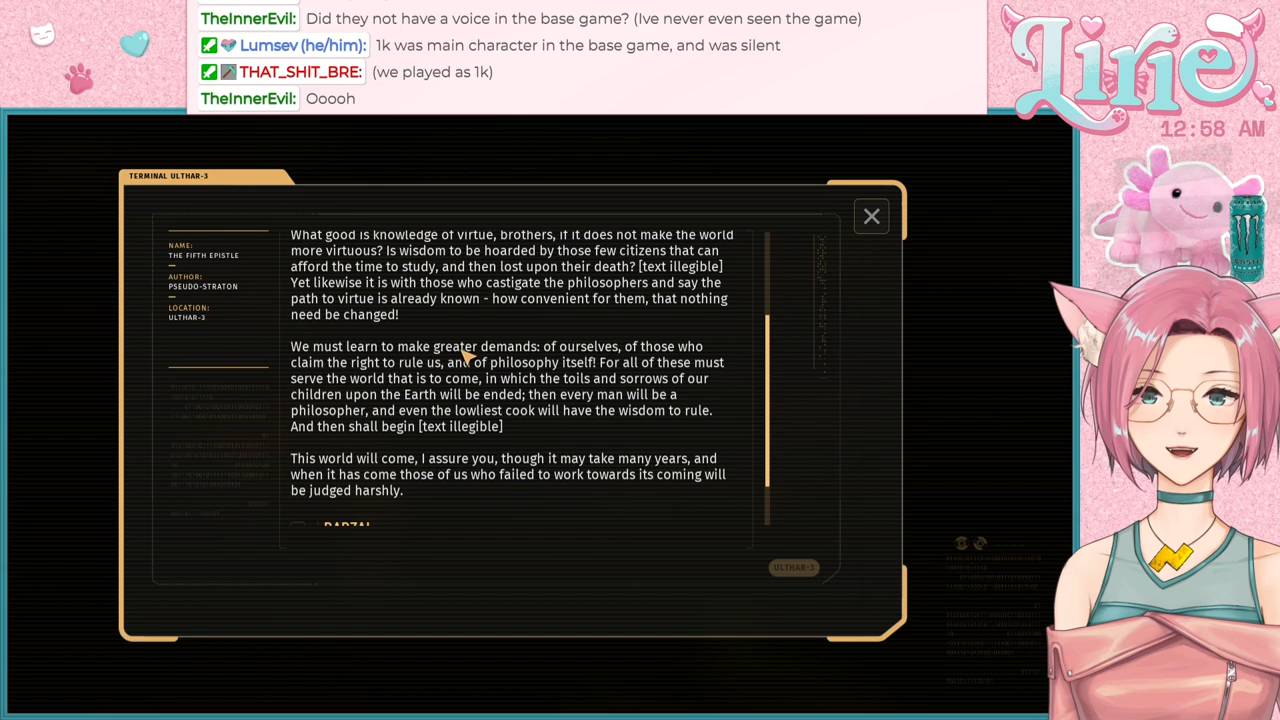 TheInnerEvil: Did they not have a voice in the base game? (Ive never even seen the game)
Lumsev (he/him): 1k was main character in the base game, and was silent
THAT_SHIT_BRE: (we played as 1k)
TheInnerEvil: Ooooh
Lirie
12:58 AM
TERMINAL ULTHAR-3
NAME:
THE FIFTH EPISTLE
AUTHOR:
PSEUDO-STRATON
LOCATION:
ULTHAR-3
What good is knowledge of virtue, brothers, if it does not make the world
more virtuous? Is wisdom to be hoarded by those few citizens that can
afford the time to study, and then lost upon their death? [text illegible]
Yet likewise it is with those who castigate the philosophers and say the
path to virtue is already known - how convenient for them, that nothing
need be changed!
We must learn to make greater demands: of ourselves, of those who
claim the right to rule us, and of philosophy itself! For all of these must
serve the world that is to come, in which the toils and sorrows of our
children upon the Earth will be ended; then every man will be a
philosopher, and even the lowliest cook will have the wisdom to rule.
And then shall begin [text illegible]
This world will come, I assure you, though it may take many years, and
when it has come those of us who failed to work towards its coming will
be judged harshly.
ULTHAR-3